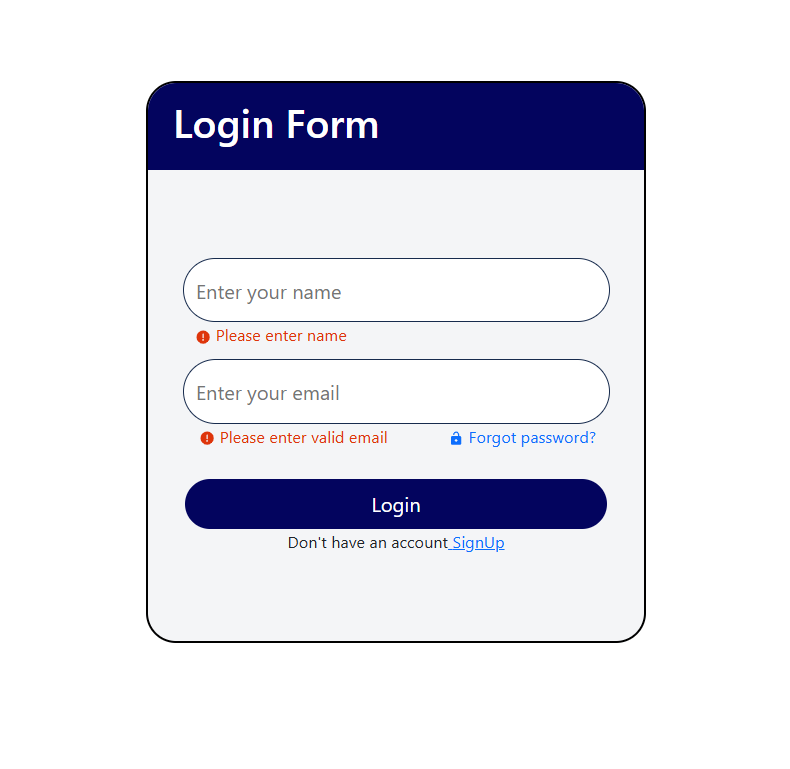 Login Form
Enter your name
Please enter name
Enter your email
Please enter valid email Forgot password?
Login
Don't have an account SignUp